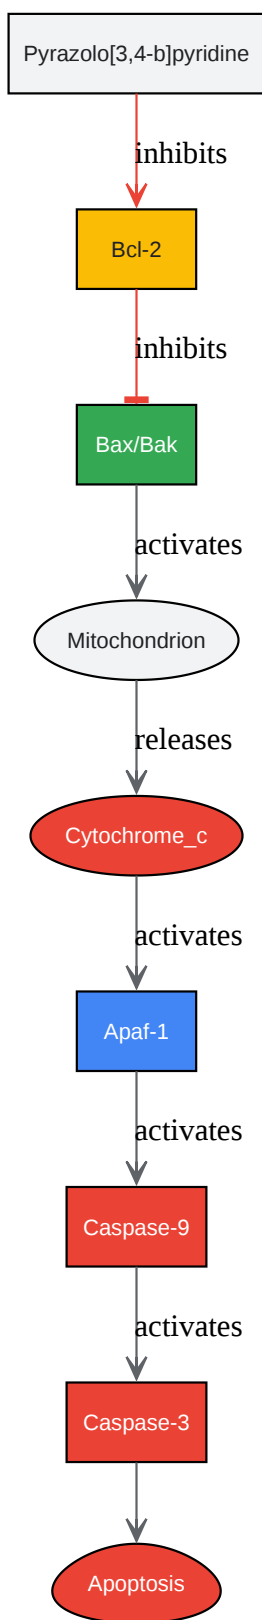 Pyrazolo[3,4-b]pyridine
inhibits
Bcl-2
inhibits
Bax/Bak
activates
Mitochondrion
releases
Cytochrome_c
activates
Apaf-1
activates
Caspase-9
activates
Caspase-3
Apoptosis